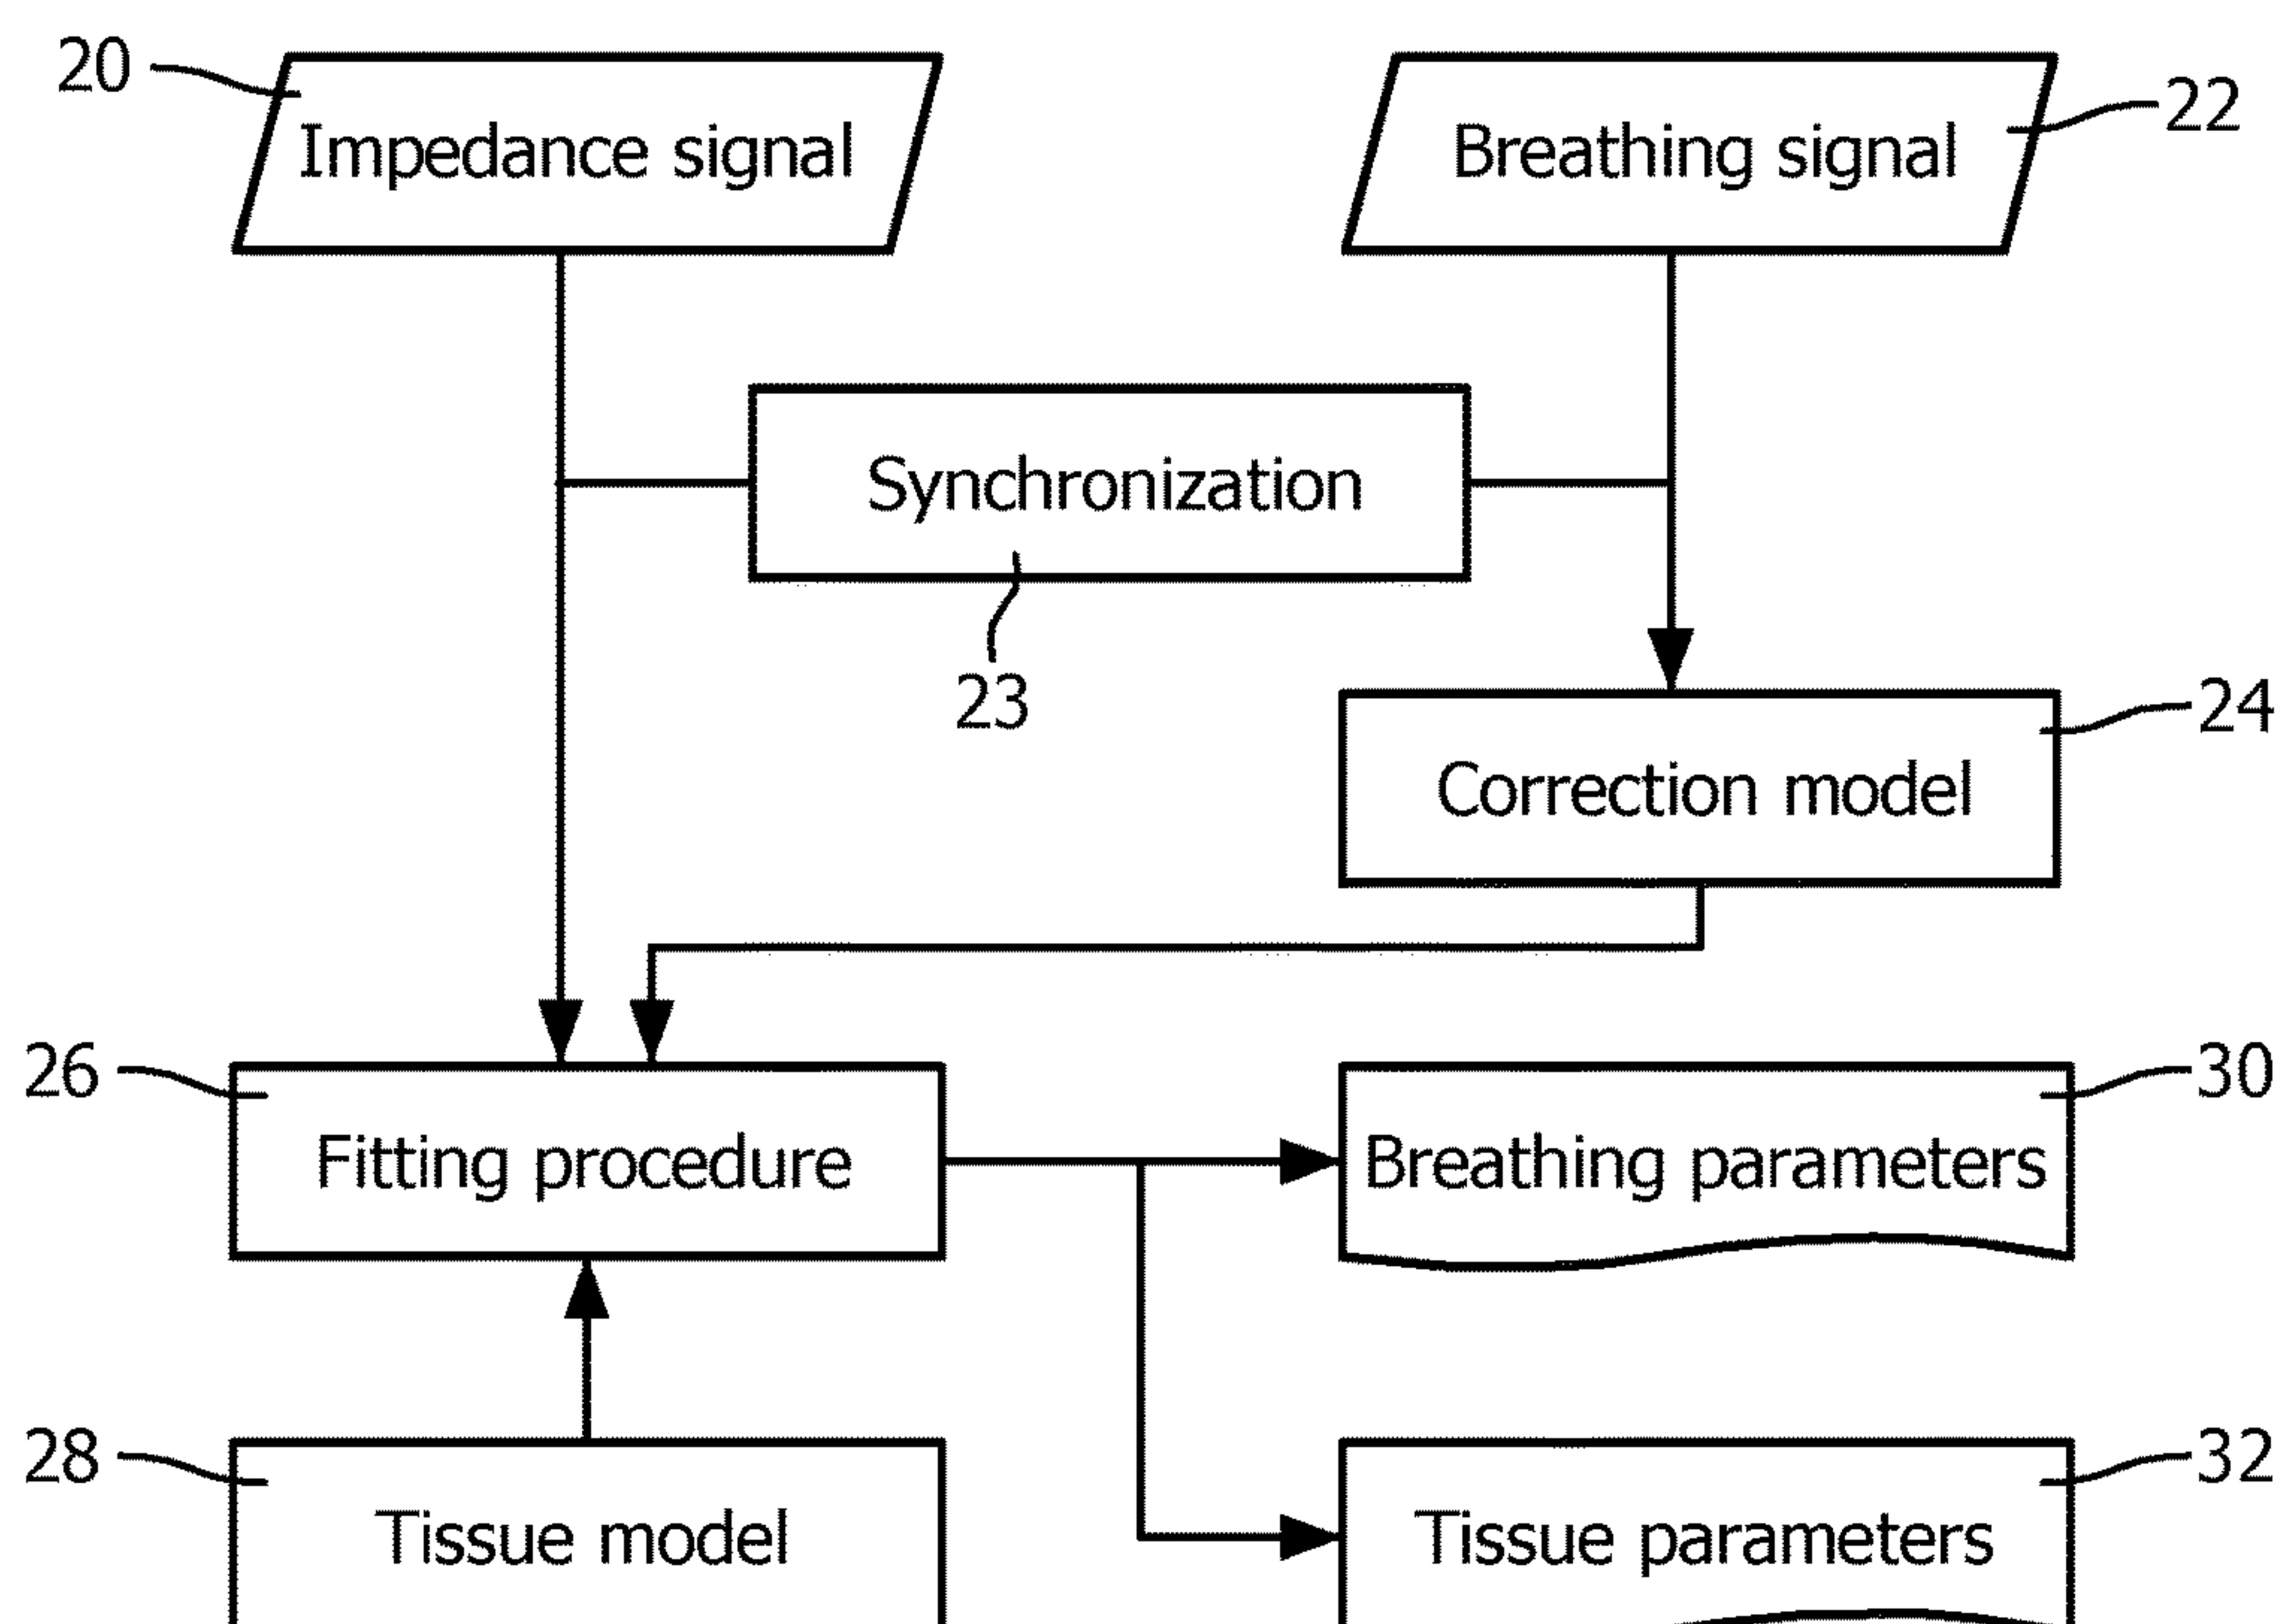 20
Impedance signal
Breathing signal
22
Synchronization
23
24
Correction model
26
Fitting procedure
30
Breathing parameters
28
Tissue model
32
Tissue parameters